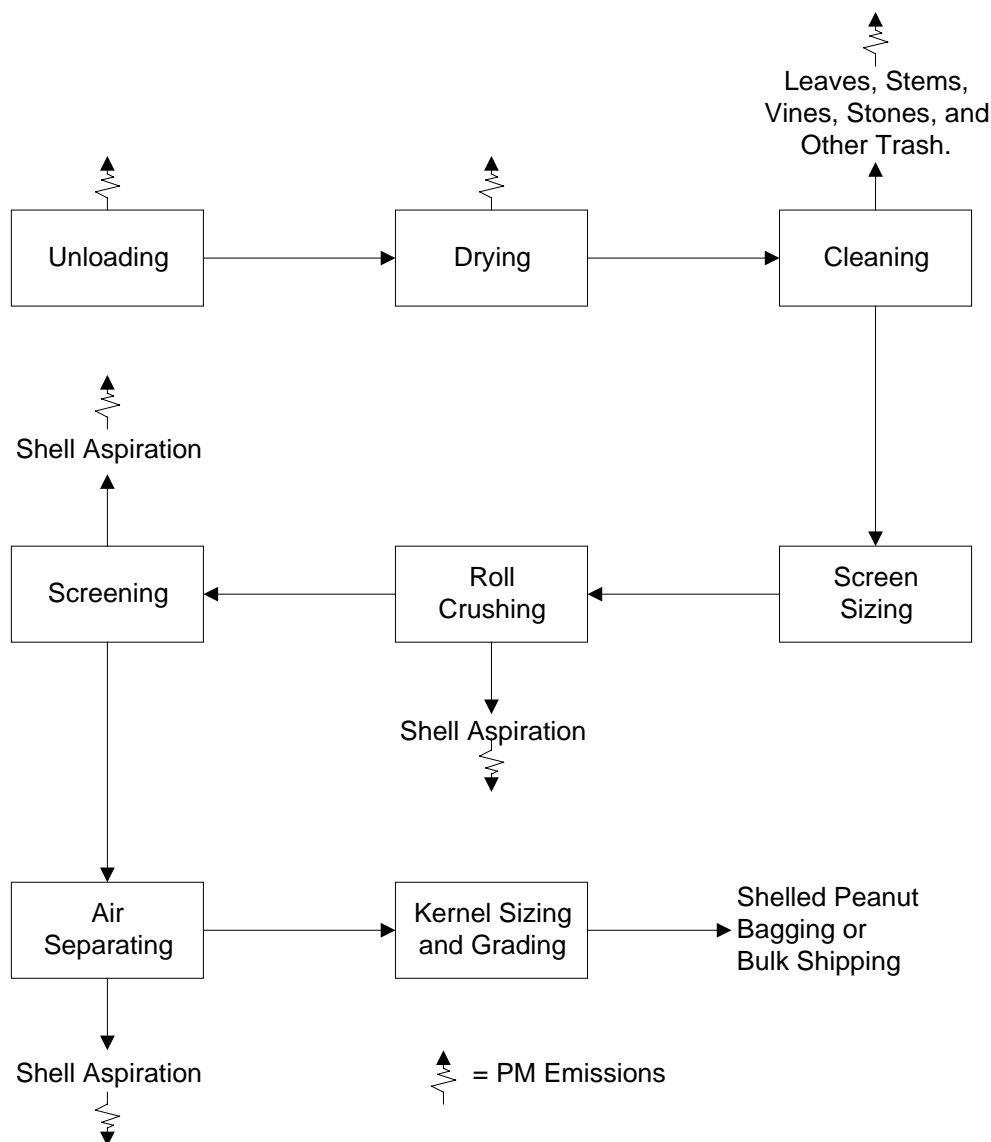 Leaves, Stems,
Vines, Stones, and
Other Trash.
Unloading
Drying
Cleaning
Shell Aspiration
Screening
Roll
Crushing
Screen
Sizing
Shell Aspiration
Air
Separating
Kernel Sizing
and Grading
Shelled Peanut
Bagging or
Bulk Shipping
Shell Aspiration
= PM Emissions